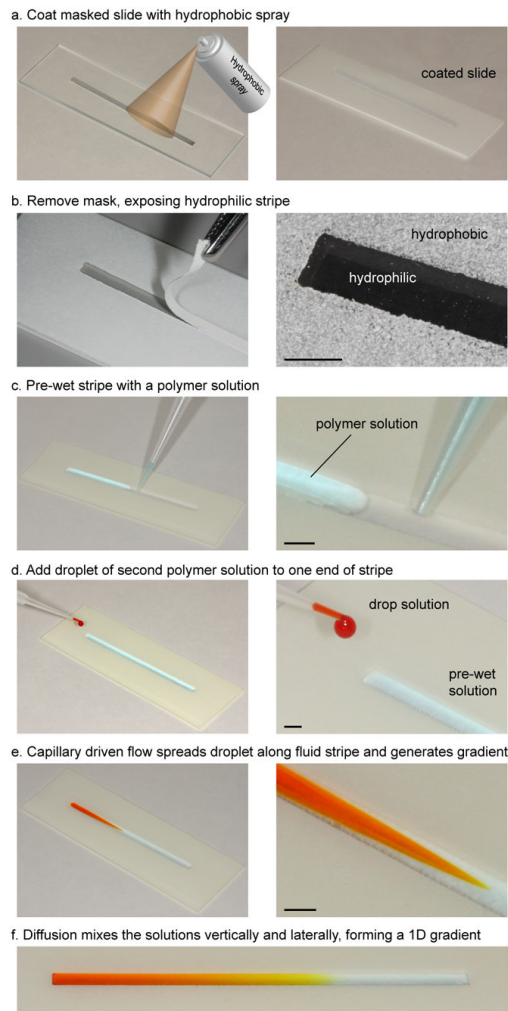 a. Coat masked slide with hydrophobic spray
Hydrophobic
spray
coated slide
b. Remove mask, exposing hydrophilic stripe
hydrophobic
hydrophilic
c. Pre-wet stripe with a polymer solution
polymer solution
d. Add droplet of second polymer solution to one end of stripe
drop solution
pre-wet
solution
e. Capillary driven flow spreads droplet along fluid stripe and generates gradient
f. Diffusion mixes the solutions vertically and laterally, forming a 1D gradient